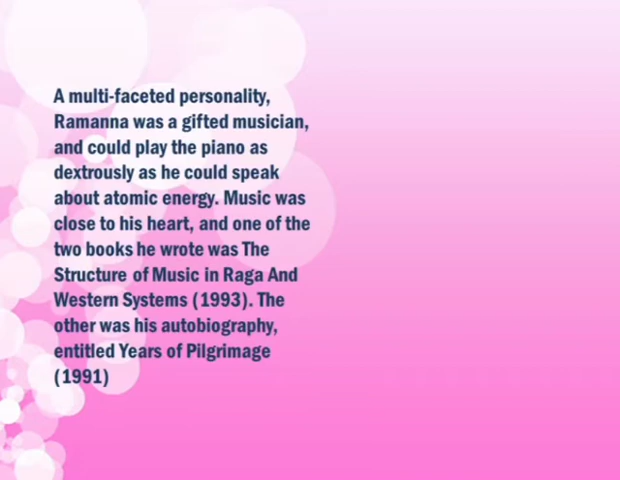 A multi-faceted personality,
Ramanna was a gifted musician,
and could play the piano as
dextrously as he could speak
about atomic energy. Music was
close to his heart, and one of the
two books he wrote was The
Structure of Music in Raga And
Western Systems (1993). The
other was his autobiography,
entitled Years of Pilgrimage
(1991)